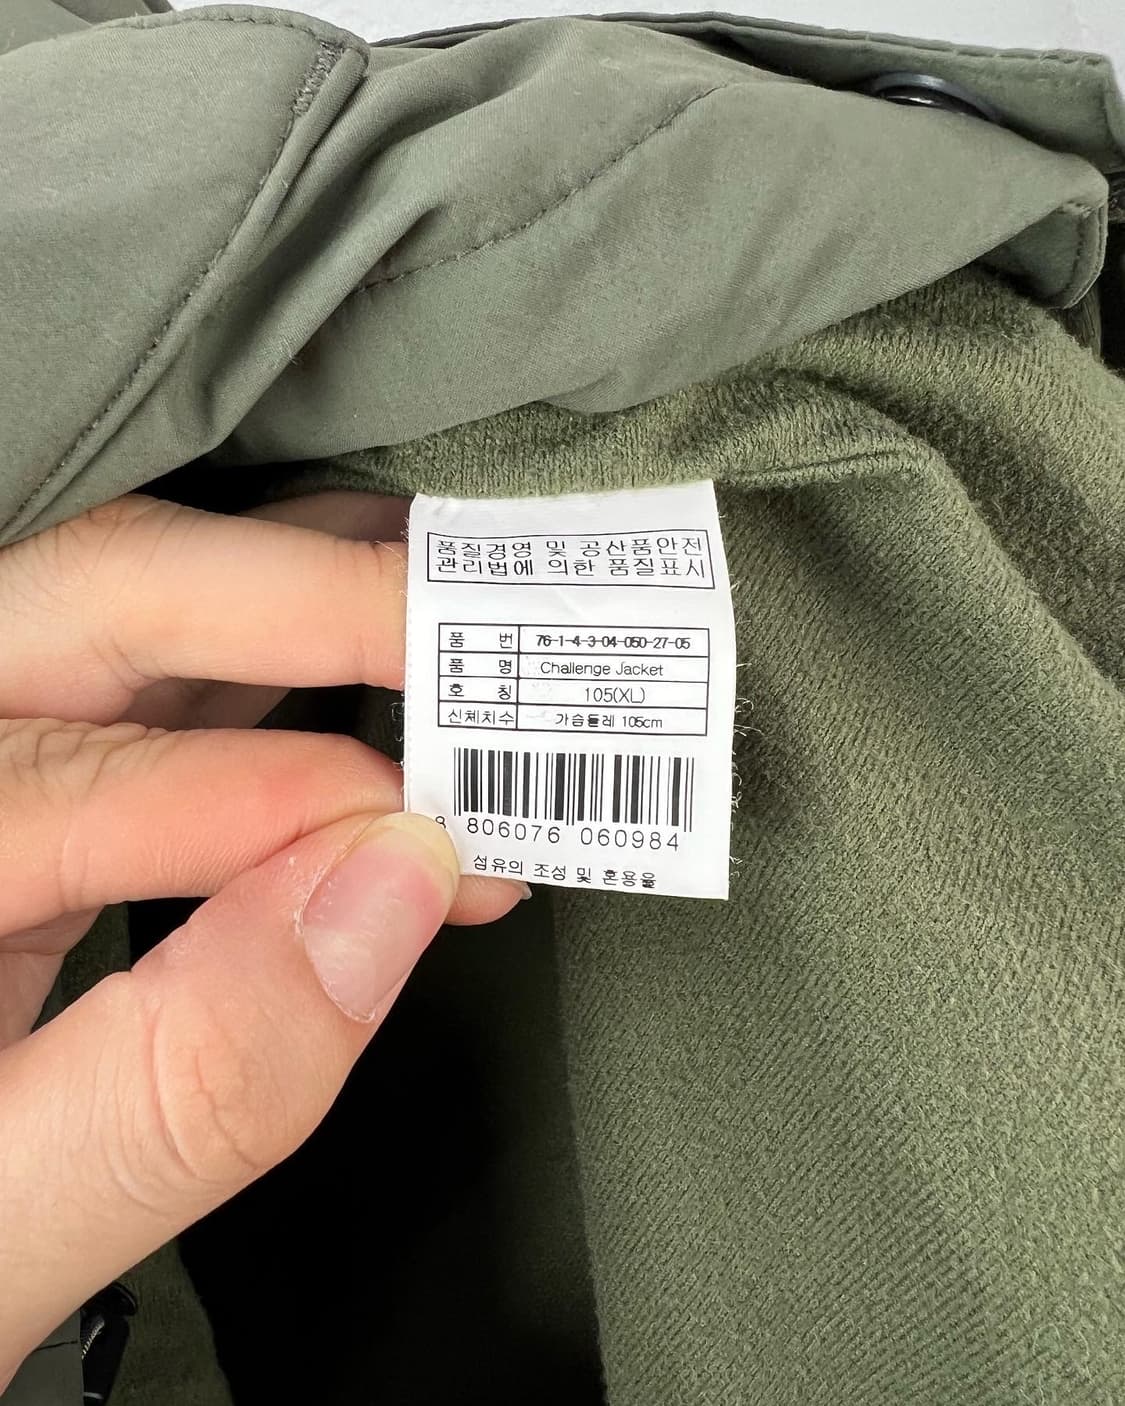 품질경영 및 공산품안전
관리법에 의한 품질표시
품 번 76-1-4-3-04-050-27-05
품 명 Challenge Jacket
호 칭 105(XL)
신체치수 가슴둘레 105cm
8 806076 060984
섬유의 조성 및 혼용율